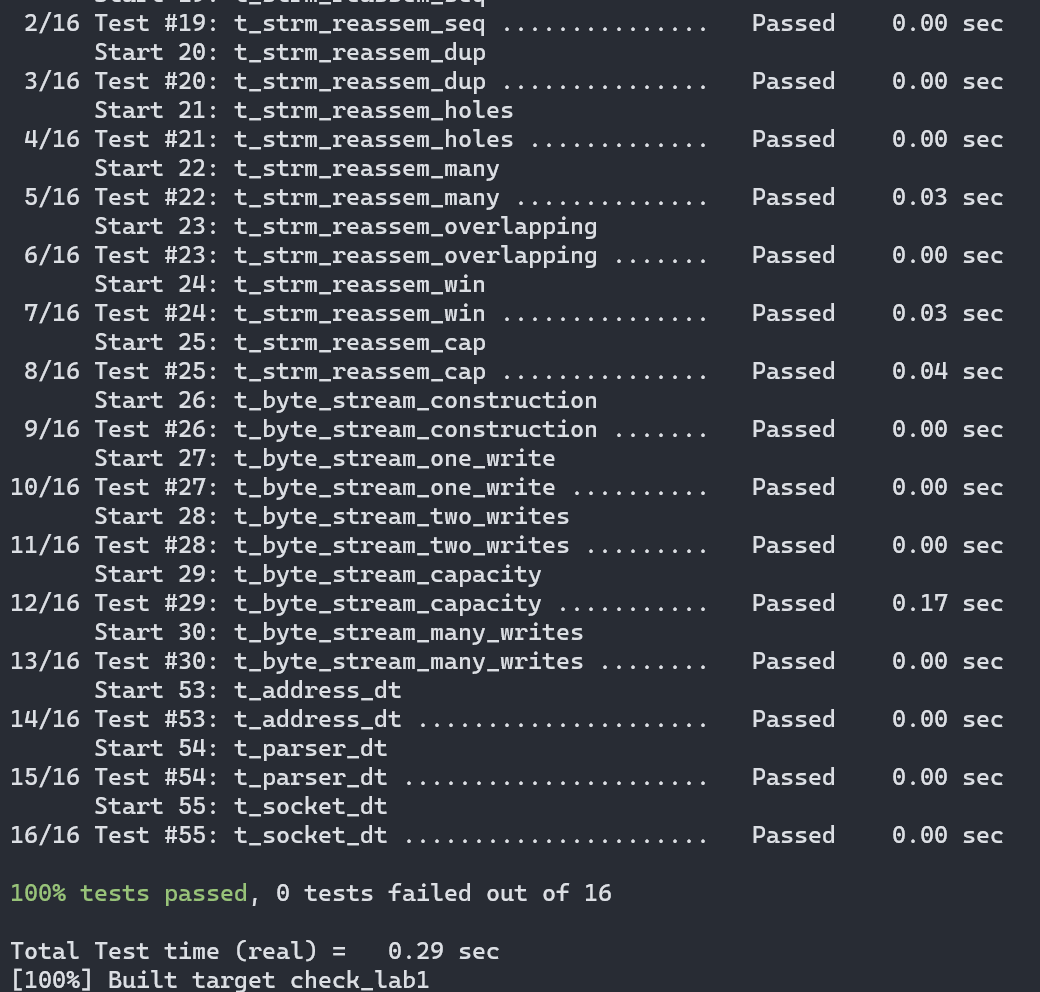 Start 19: t_strm_reassem_seq
2/16 Test #19: t_strm_reassem_seq ............... Passed 0.00 sec
Start 20: t_strm_reassem_dup
3/16 Test #20: t_strm_reassem_dup ............... Passed 0.00 sec
Start 21: t_strm_reassem_holes
4/16 Test #21: t_strm_reassem_holes ............. Passed 0.00 sec
Start 22: t_strm_reassem_many
5/16 Test #22: t_strm_reassem_many .............. Passed 0.03 sec
Start 23: t_strm_reassem_overlapping
6/16 Test #23: t_strm_reassem_overlapping ....... Passed 0.00 sec
Start 24: t_strm_reassem_win
7/16 Test #24: t_strm_reassem_win ............... Passed 0.03 sec
Start 25: t_strm_reassem_cap
8/16 Test #25: t_strm_reassem_cap ............... Passed 0.04 sec
Start 26: t_byte_stream_construction
9/16 Test #26: t_byte_stream_construction ....... Passed 0.00 sec
Start 27: t_byte_stream_one_write
10/16 Test #27: t_byte_stream_one_write .......... Passed 0.00 sec
Start 28: t_byte_stream_two_writes
11/16 Test #28: t_byte_stream_two_writes ......... Passed 0.00 sec
Start 29: t_byte_stream_capacity
12/16 Test #29: t_byte_stream_capacity ........... Passed 0.17 sec
Start 30: t_byte_stream_many_writes
13/16 Test #30: t_byte_stream_many_writes ........ Passed 0.00 sec
Start 53: t_address_dt
14/16 Test #53: t_address_dt ..................... Passed 0.00 sec
Start 54: t_parser_dt
15/16 Test #54: t_parser_dt ...................... Passed 0.00 sec
Start 55: t_socket_dt
16/16 Test #55: t_socket_dt ...................... Passed 0.00 sec
100% tests passed, 0 tests failed out of 16
Total Test time (real) = 0.29 sec
[100%] Built target check_lab1